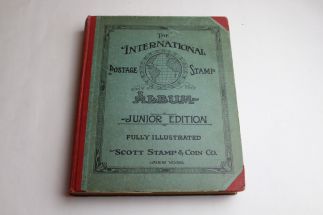 The
International
Postage Stamp
Album
Junior Edition
Fully Illustrated
Scott Stamp & Coin Co.